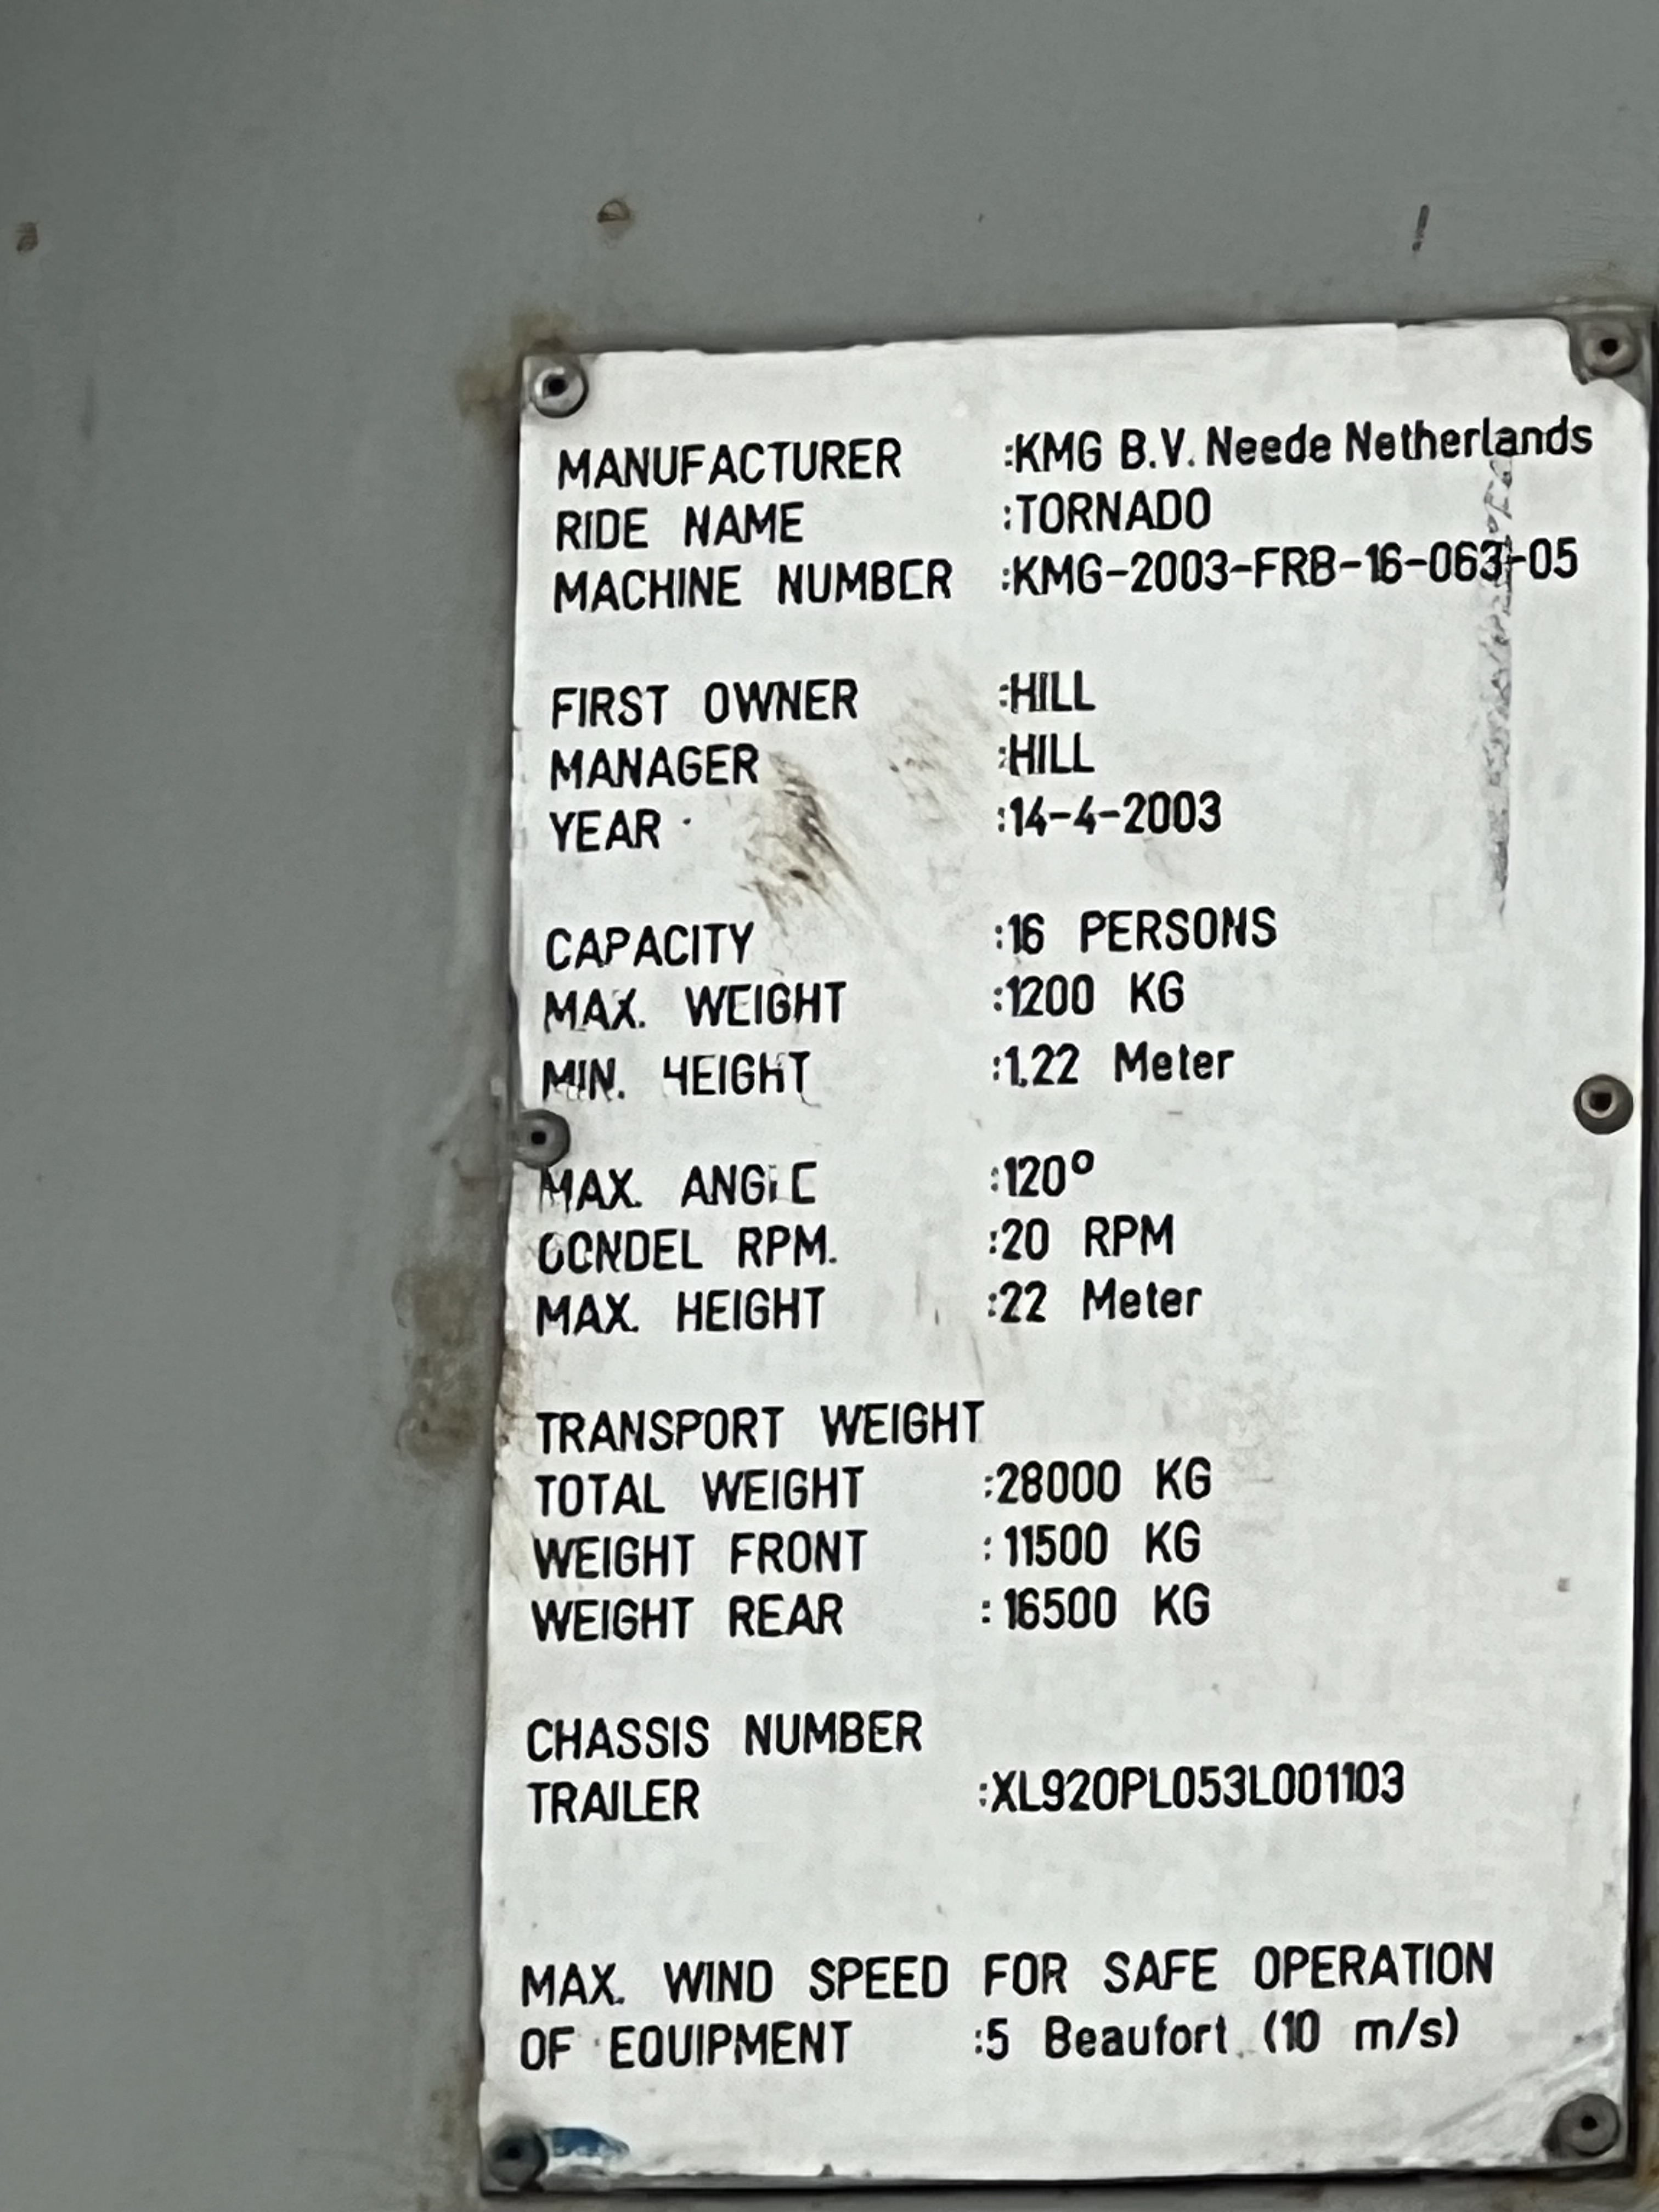 MANUFACTURER :KMG B.V. Neede Netherlands
RIDE NAME :TORNADO
MACHINE NUMBER :KMG-2003-FRB-16-063-05
FIRST OWNER :HILL
MANAGER :HILL
YEAR :14-4-2003
CAPACITY :16 PERSONS
MAX. WEIGHT :1200 KG
MIN. HEIGHT :1.22 Meter
MAX. ANGLE :120°
GONDEL RPM. :20 RPM
MAX. HEIGHT :22 Meter
TRANSPORT WEIGHT
TOTAL WEIGHT :28000 KG
WEIGHT FRONT :11500 KG
WEIGHT REAR :16500 KG
CHASSIS NUMBER
TRAILER :XL920PL053L001103
MAX. WIND SPEED FOR SAFE OPERATION
OF EQUIPMENT :5 Beaufort (10 m/s)